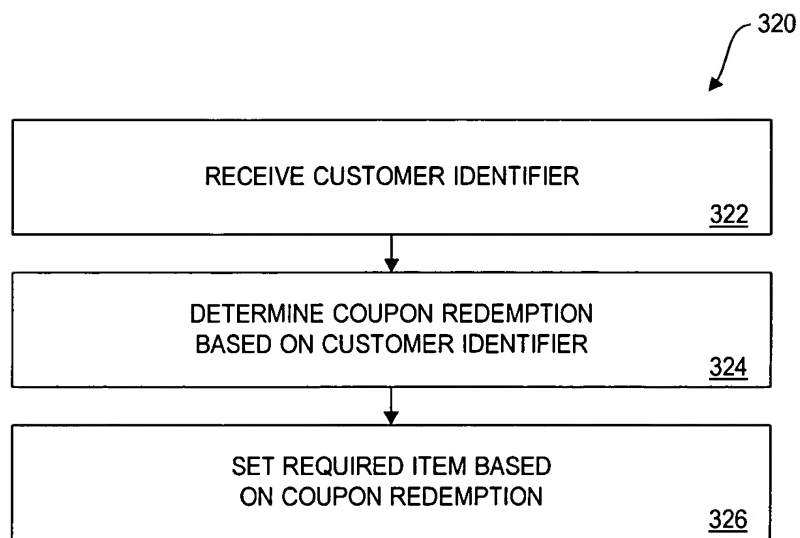 320
RECEIVE CUSTOMER IDENTIFIER
322
DETERMINE COUPON REDEMPTION
BASED ON CUSTOMER IDENTIFIER
324
SET REQUIRED ITEM BASED
ON COUPON REDEMPTION
326